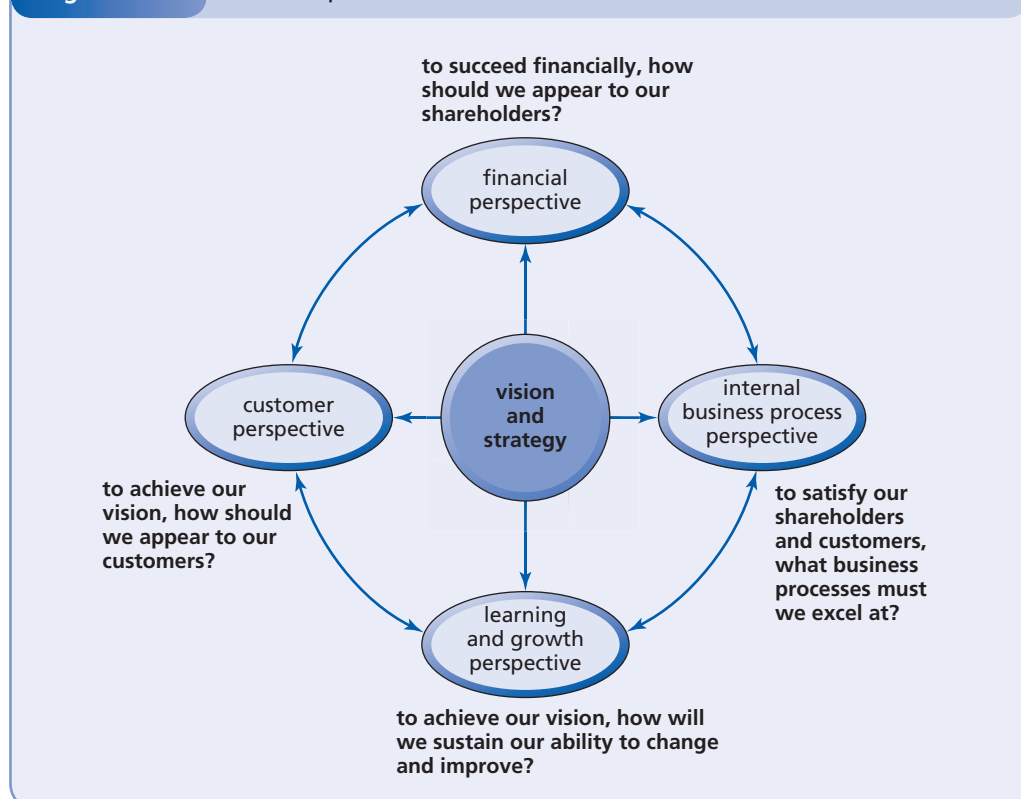 to succeed financially, how
should we appear to our
shareholders?
financial
perspective
customer
perspective
vision
and
strategy
internal
business process
perspective
to achieve our
vision, how should
we appear to our
customers?
to satisfy our
shareholders
and customers,
what business
processes must
we excel at?
learning
and growth
perspective
to achieve our vision, how will
we sustain our ability to change
and improve?